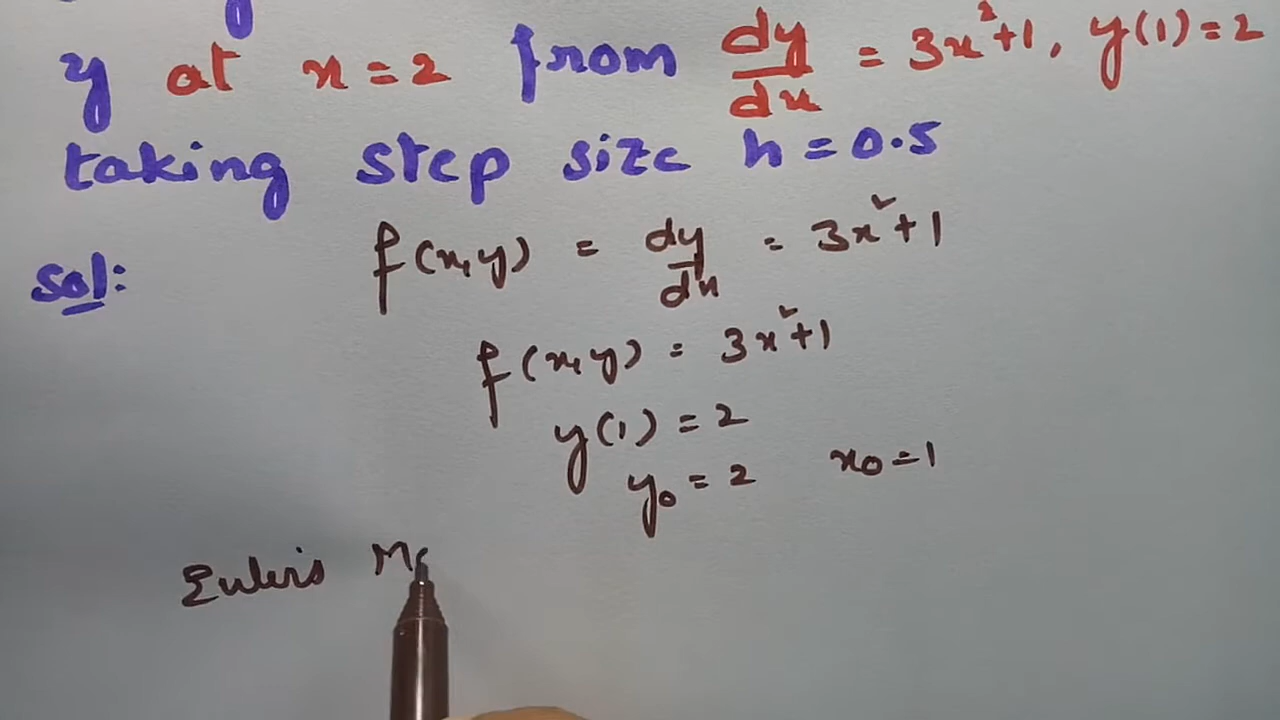 y at x = 2 from dy/dx = 3x²+1, y(1) = 2
taking step size h = 0.5
sol: f(x,y) = dy/dx = 3x²+1
f(x,y) = 3x²+1
y(1) = 2
y₀ = 2 x₀ = 1
Euler's Me